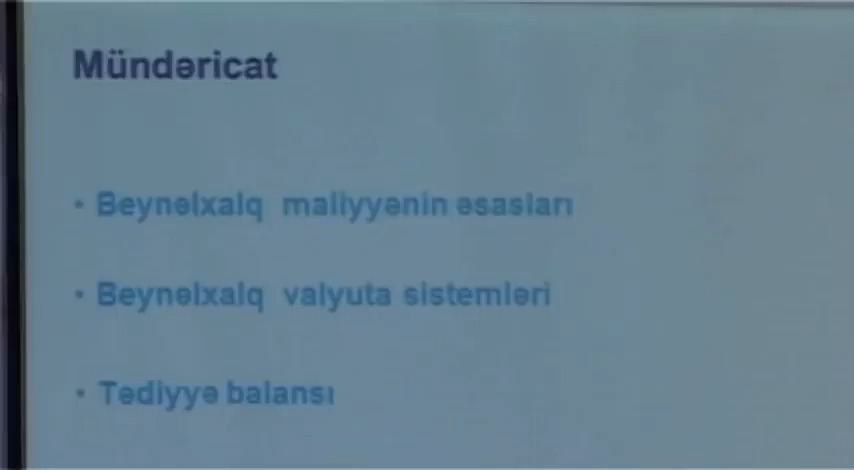 Mündəricat
• Beynəlxalq maliyyənin əsasları
• Beynəlxalq valyuta sistemləri
• Tədiyyə balansı